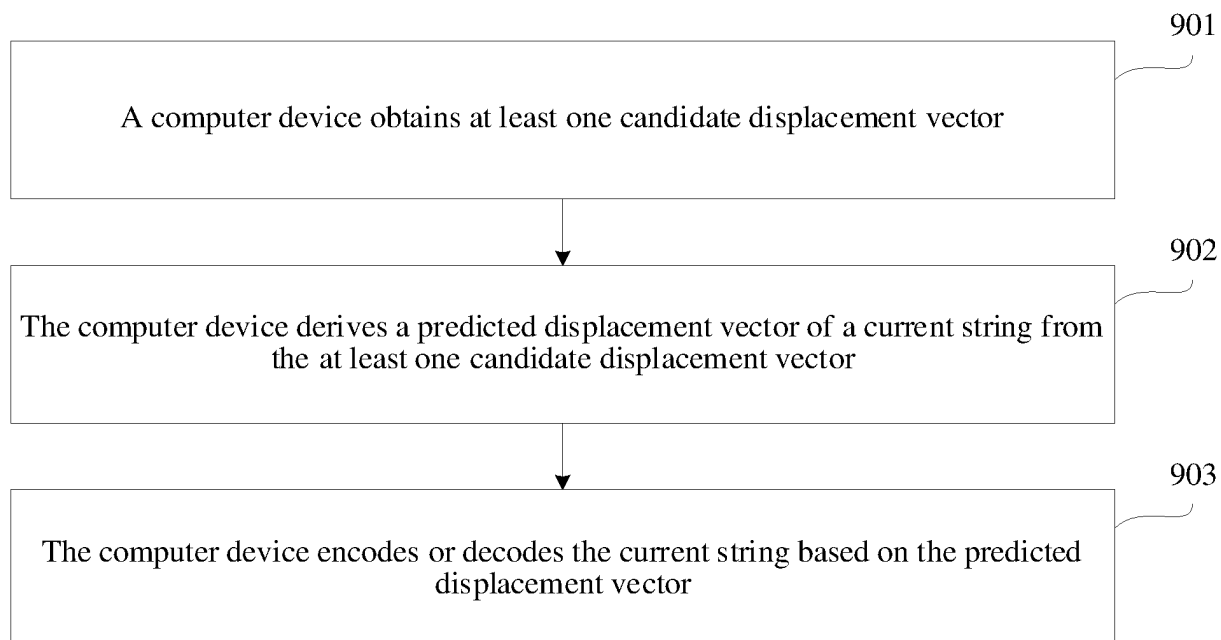 901
A computer device obtains at least one candidate displacement vector
902
The computer device derives a predicted displacement vector of a current string from
the at least one candidate displacement vector
903
The computer device encodes or decodes the current string based on the predicted
displacement vector